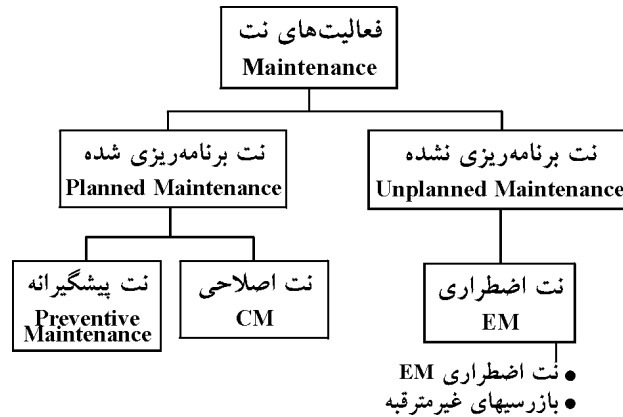 فعالیت‌های نت
Maintenance
نت برنامه‌ریزی شده
Planned Maintenance
نت برنامه‌ریزی نشده
Unplanned Maintenance
نت پیشگیرانه
Preventive
Maintenance
نت اصلاحی
CM
نت اضطراری
EM
● نت اضطراری EM
● بازرسیهای غیرمترقبه